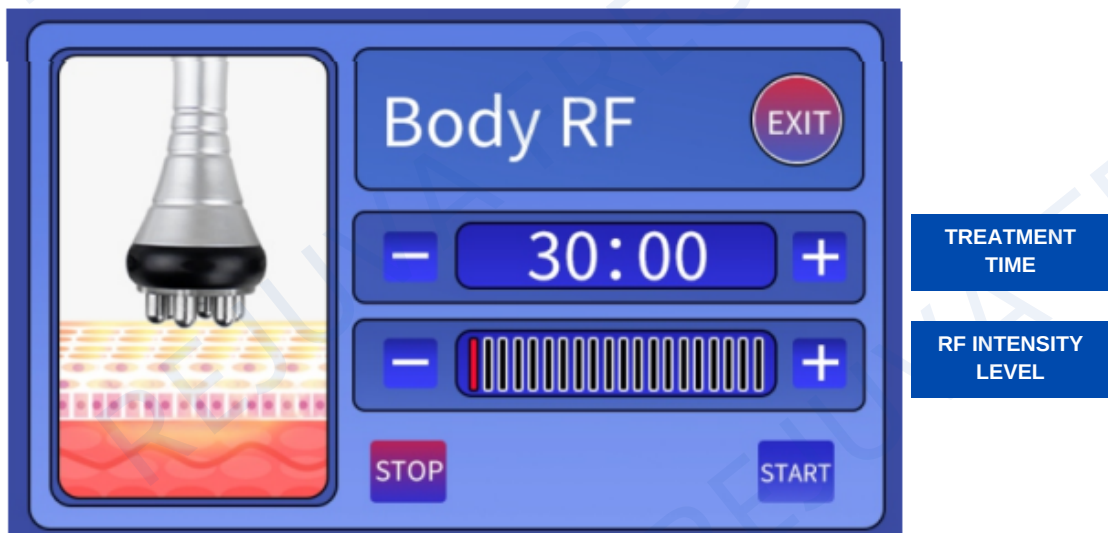 Body RF
EXIT
− 30:00 +
TREATMENT
TIME
− +
RF INTENSITY
LEVEL
STOP
START